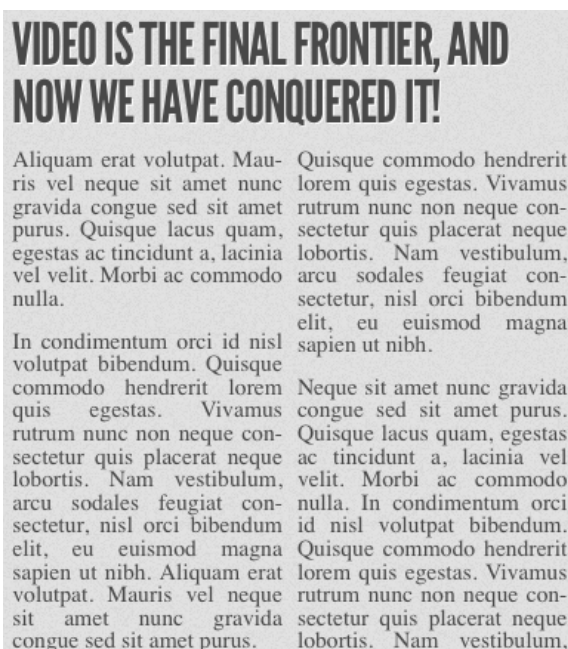 VIDEO IS THE FINAL FRONTIER, AND
NOW WE HAVE CONQUERED IT!
Aliquam erat volutpat. Mau-
ris vel neque sit amet nunc
gravida congue sed sit amet
purus. Quisque lacus quam,
egestas ac tincidunt a, lacinia
vel velit. Morbi ac commodo
nulla.
In condimentum orci id nisl
volutpat bibendum. Quisque
commodo hendrerit lorem
quis egestas. Vivamus
rutrum nunc non neque con-
sectetur quis placerat neque
lobortis. Nam vestibulum,
arcu sodales feugiat con-
sectetur, nisl orci bibendum
elit, eu euismod magna
sapien ut nibh. Aliquam erat
volutpat. Mauris vel neque
sit amet nunc gravida
congue sed sit amet purus.
Quisque commodo hendrerit
lorem quis egestas. Vivamus
rutrum nunc non neque con-
sectetur quis placerat neque
lobortis. Nam vestibulum,
arcu sodales feugiat con-
sectetur, nisl orci bibendum
elit, eu euismod magna
sapien ut nibh.
Neque sit amet nunc gravida
congue sed sit amet purus.
Quisque lacus quam, egestas
ac tincidunt a, lacinia vel
velit. Morbi ac commodo
nulla. In condimentum orci
id nisl volutpat bibendum.
Quisque commodo hendrerit
lorem quis egestas. Vivamus
rutrum nunc non neque con-
sectetur quis placerat neque
lobortis. Nam vestibulum,